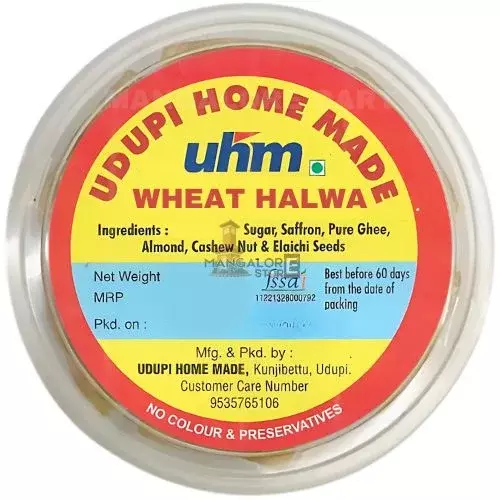 UDUPI HOME MADE
uhm
WHEAT HALWA
Ingredients : Sugar, Saffron, Pure Ghee,
Almond, Cashew Nut & Elaichi Seeds
MANGALORE
STORE
Net Weight
MRP
Pkd. on :
fssai
11221328000792
Best before 60 days
from the date of
packing
Mfg. & Pkd. by :
UDUPI HOME MADE, Kunjibettu, Udupi.
Customer Care Number
9535765106
NO COLOUR & PRESERVATIVES